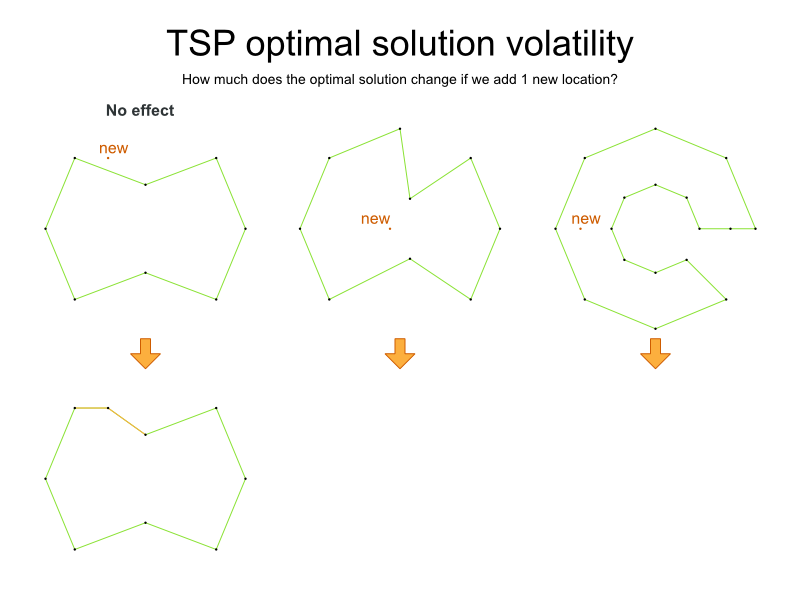 TSP optimal solution volatility
How much does the optimal solution change if we add 1 new location?
No effect
new
new
new